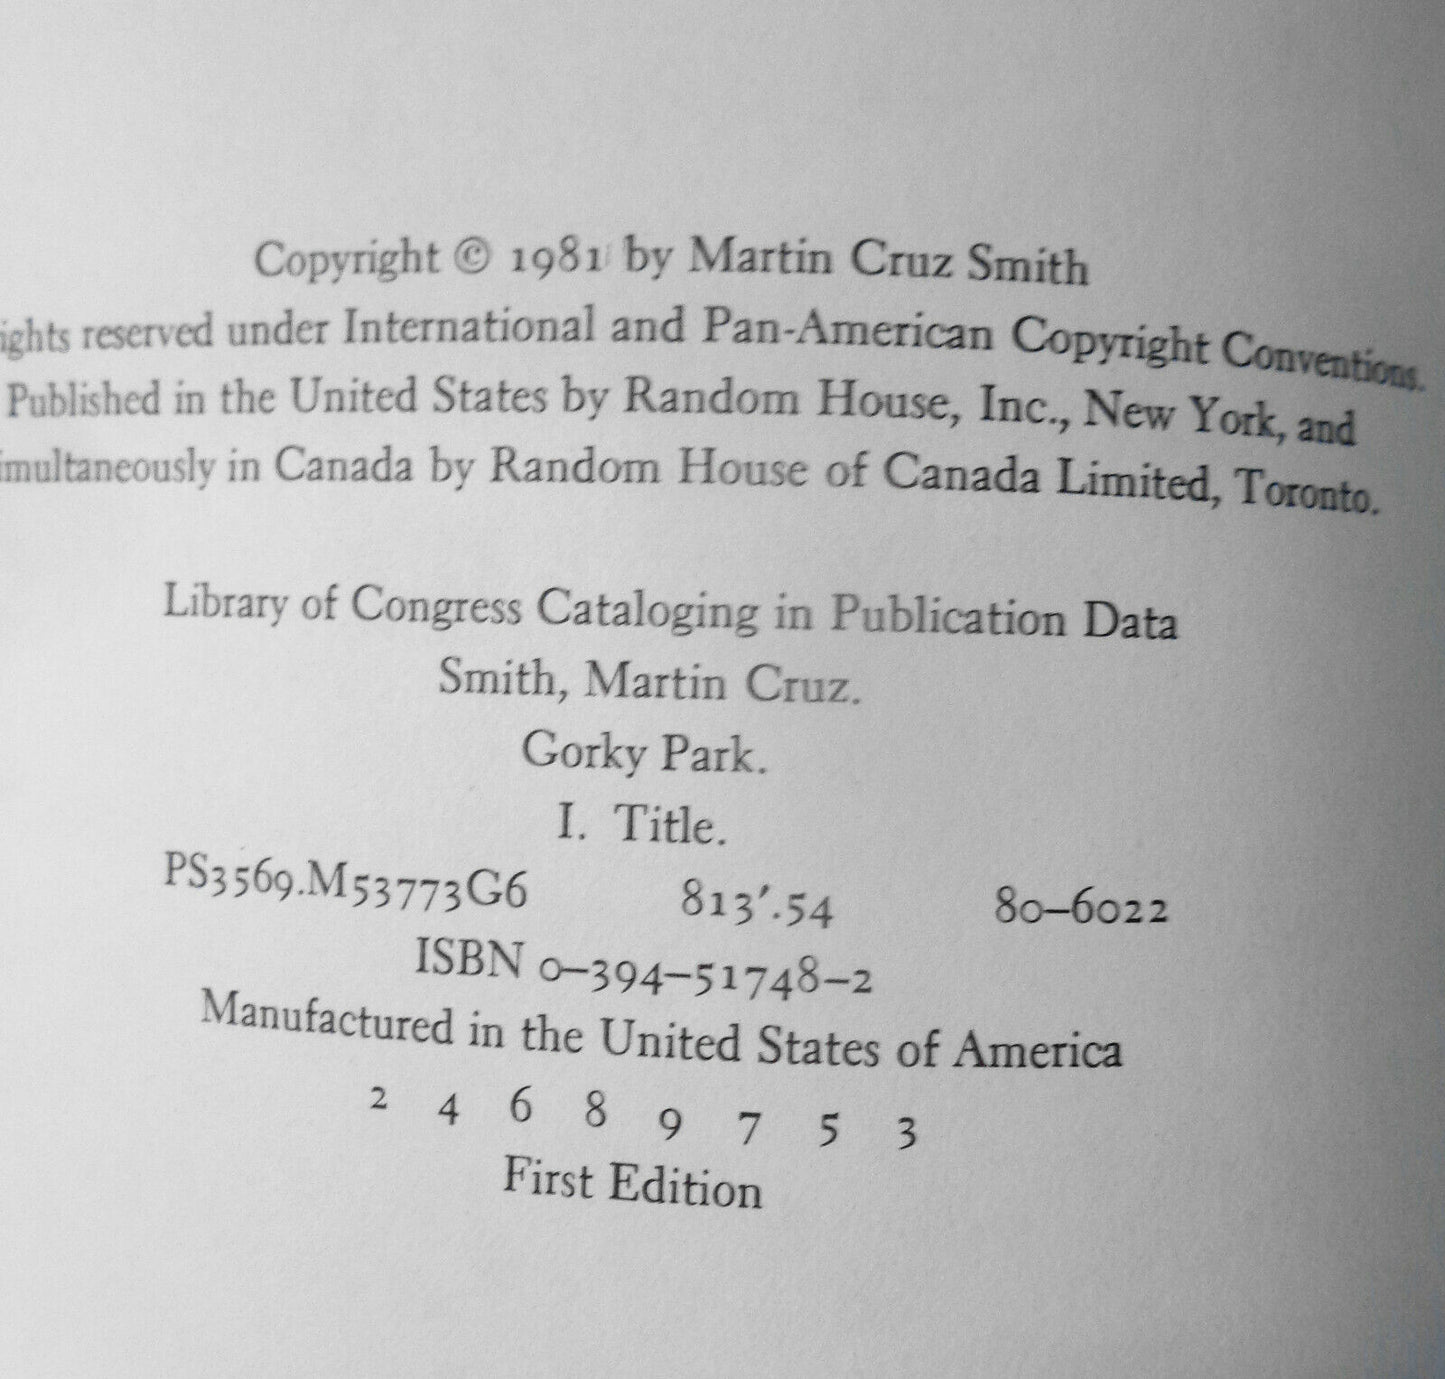 Copyright © 1981 by Martin Cruz Smith
ights reserved under International and Pan-American Copyright Conventions.
Published in the United States by Random House, Inc., New York, and
imultaneously in Canada by Random House of Canada Limited, Toronto.
Library of Congress Cataloging in Publication Data
Smith, Martin Cruz.
Gorky Park.
I. Title.
PS3569.M53773G6 813'.54 80–6022
ISBN 0–394–51748–2
Manufactured in the United States of America
2 4 6 8 9 7 5 3
First Edition